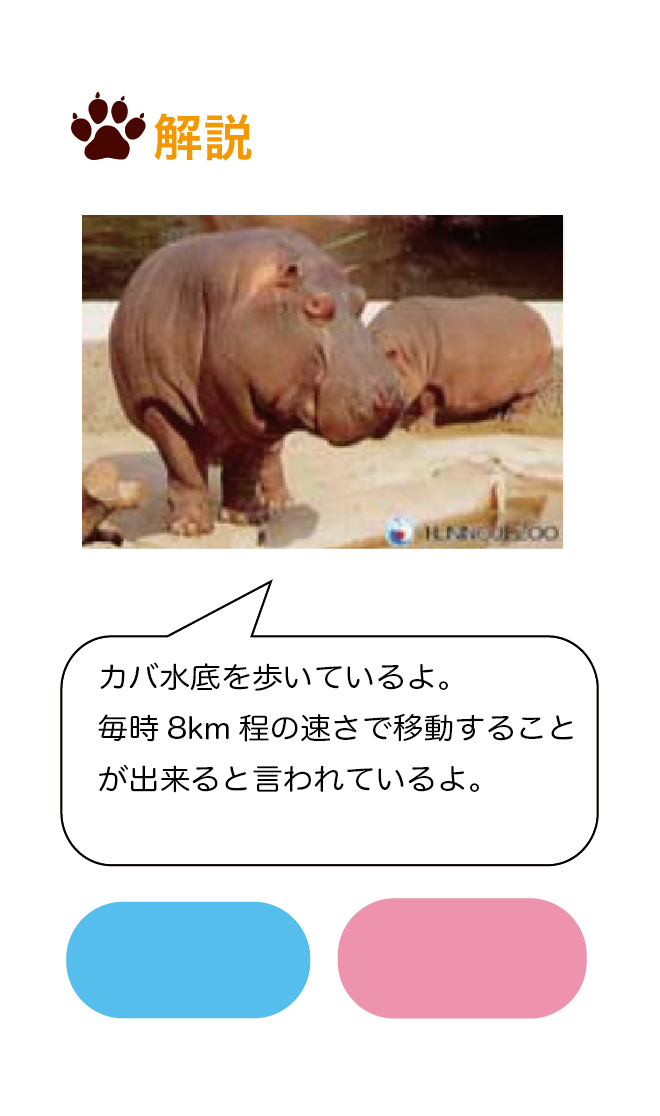 解説
カバ水底を歩いているよ。
毎時 8km 程の速さで移動すること
が出来ると言われているよ。